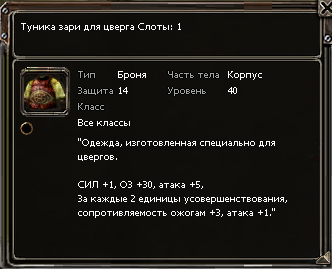 Туника зари для цверга Слоты: 1
Тип Броня Часть тела Корпус
Защита 14 Уровень 40
Класс
Все классы
"Одежда, изготовленная специально для
цвергов.
СИЛ +1, ОЗ +30, атака +5,
За каждые 2 единицы усовершенствования,
сопротивляемость ожогам +3, атака +1."